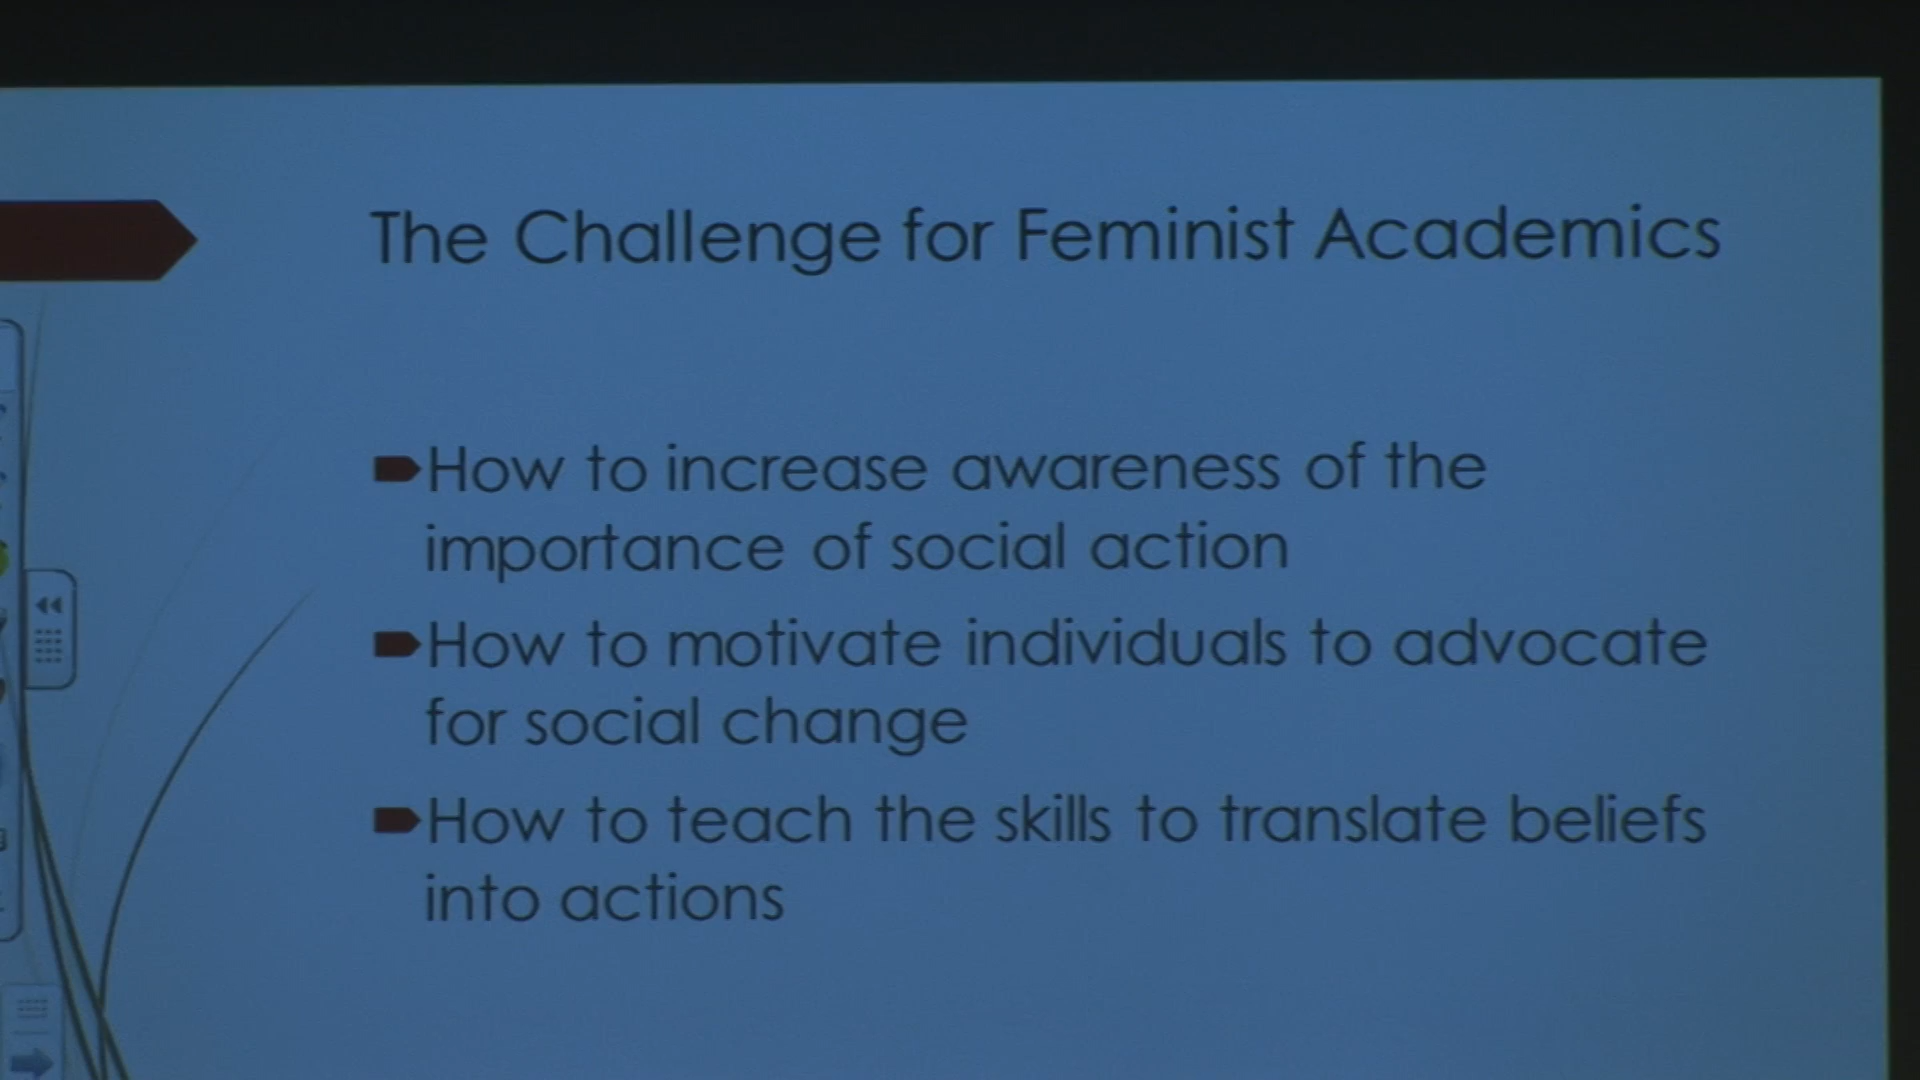 The Challenge for Feminist Academics
How to increase awareness of the
importance of social action
How to motivate individuals to advocate
for social change
How to teach the skills to translate beliefs
into actions